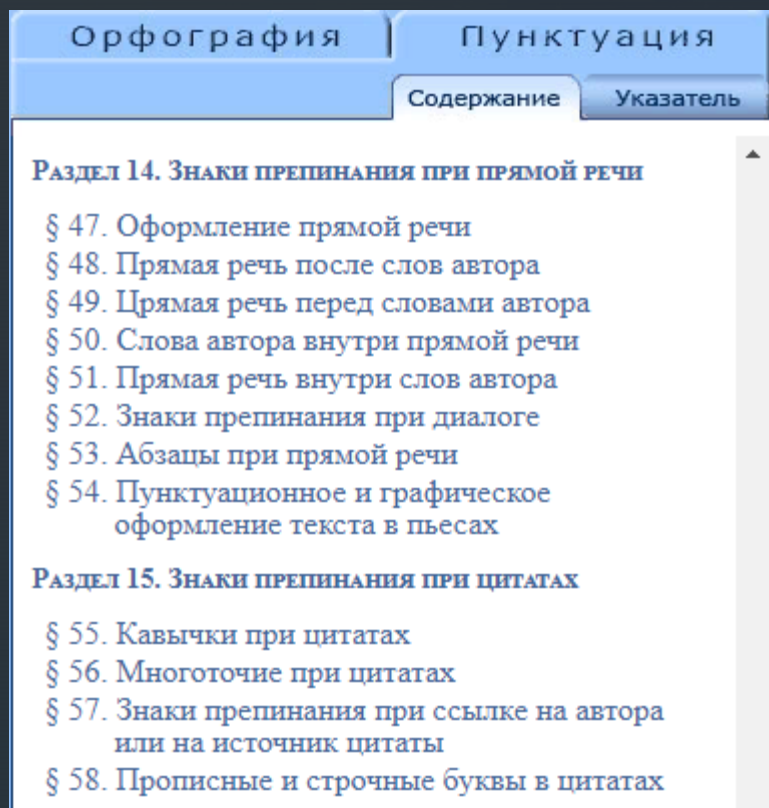 Орфография
Пунктуация
Содержание
Указатель
Раздел 14. Знаки препинания при прямой речи
§ 47. Оформление прямой речи
§ 48. Прямая речь после слов автора
§ 49. Црямая речь перед словами автора
§ 50. Слова автора внутри прямой речи
§ 51. Прямая речь внутри слов автора
§ 52. Знаки препинания при диалоге
§ 53. Абзацы при прямой речи
§ 54. Пунктуационное и графическое
оформление текста в пьесах
Раздел 15. Знаки препинания при цитатах
§ 55. Кавычки при цитатах
§ 56. Многоточие при цитатах
§ 57. Знаки препинания при ссылке на автора
или на источник цитаты
§ 58. Прописные и строчные буквы в цитатах